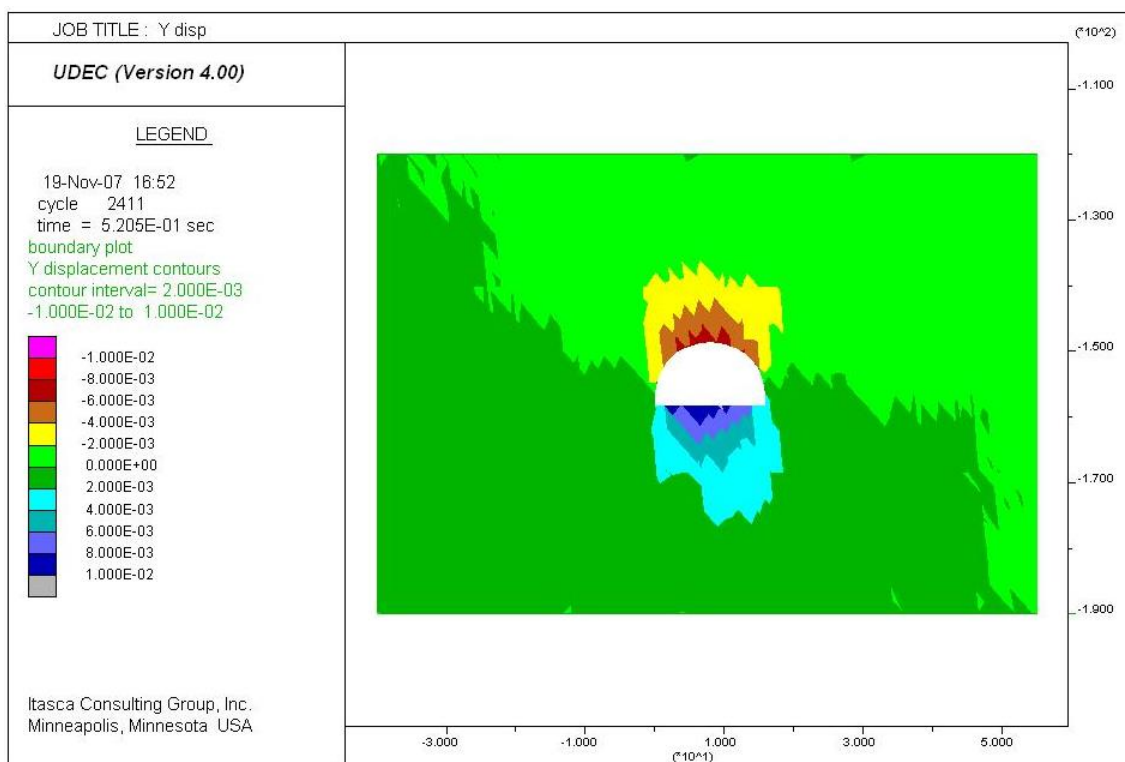 JOB TITLE : Y disp
UDEC (Version 4.00)
LEGEND
19-Nov-07 16:52
cycle 2411
time = 5.205E-01 sec
boundary plot
Y displacement contours
contour interval= 2.000E-03
-1.000E-02 to 1.000E-02
-1.000E-02
-8.000E-03
-6.000E-03
-4.000E-03
-2.000E-03
0.000E+00
2.000E-03
4.000E-03
6.000E-03
8.000E-03
1.000E-02
Itasca Consulting Group, Inc.
Minneapolis, Minnesota USA
(*10^2)
-1.100
-1.300
-1.500
-1.700
-1.900
-3.000 -1.000 1.000 3.000 5.000
(*10^1)